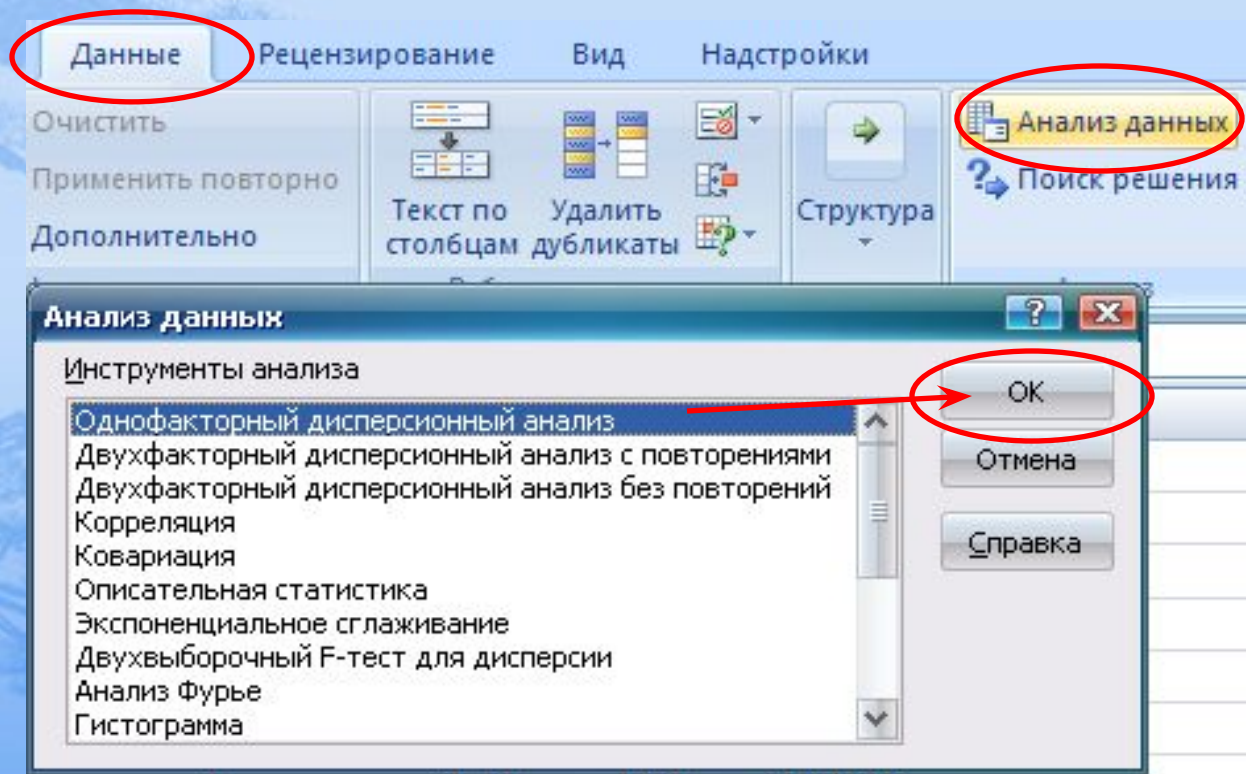 Данные Рецензирование Вид Надстройки
Очистить
Применить повторно
Дополнительно
Текст по
столбцам
Удалить
дубликаты
Структура
Анализ данных
Поиск решения
Анализ данных
Инструменты анализа
Однофакторный дисперсионный анализ
Двухфакторный дисперсионный анализ с повторениями
Двухфакторный дисперсионный анализ без повторений
Корреляция
Ковариация
Описательная статистика
Экспоненциальное сглаживание
Двухвыборочный F-тест для дисперсии
Анализ Фурье
Гистограмма
ОК
Отмена
Справка